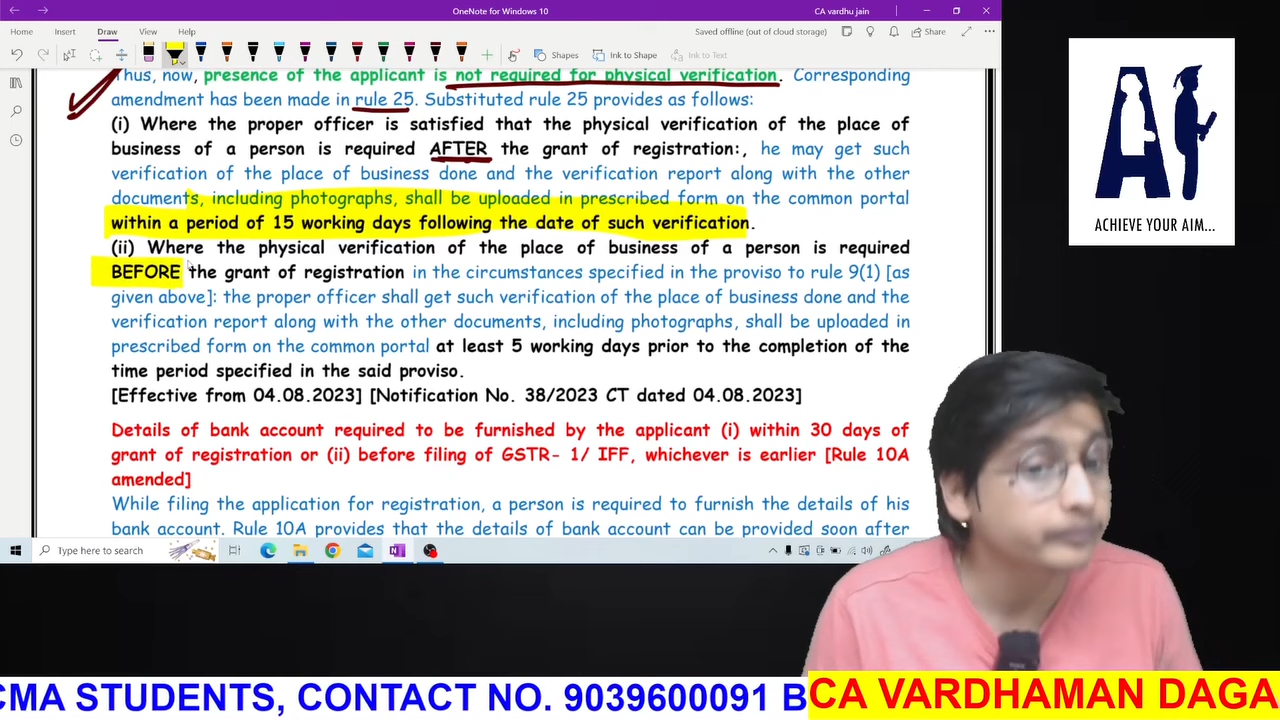 OneNote for Windows 10
CA vardhu jain
Home Insert Draw View Help
Saved offline (out of cloud storage)
Share
Shapes Ink to Shape Ink to Text
Thus, now, presence of the applicant is not required for physical verification. Corresponding
amendment has been made in rule 25. Substituted rule 25 provides as follows:
(i) Where the proper officer is satisfied that the physical verification of the place of
business of a person is required AFTER the grant of registration:, he may get such
verification of the place of business done and the verification report along with the other
documents, including photographs, shall be uploaded in prescribed form on the common portal
within a period of 15 working days following the date of such verification.
(ii) Where the physical verification of the place of business of a person is required
BEFORE the grant of registration in the circumstances specified in the proviso to rule 9(1) [as
given above]: the proper officer shall get such verification of the place of business done and the
verification report along with the other documents, including photographs, shall be uploaded in
prescribed form on the common portal at least 5 working days prior to the completion of the
time period specified in the said proviso.
[Effective from 04.08.2023] [Notification No. 38/2023 CT dated 04.08.2023]
Details of bank account required to be furnished by the applicant (i) within 30 days of
grant of registration or (ii) before filing of GSTR- 1/ IFF, whichever is earlier [Rule 10A
amended]
While filing the application for registration, a person is required to furnish the details of his
bank account. Rule 10A provides that the details of bank account can be provided soon after
Type here to search
A
ACHIEVE YOUR AIM...
CMA STUDENTS, CONTACT NO. 9039600091 B
CA VARDHAMAN DAGA